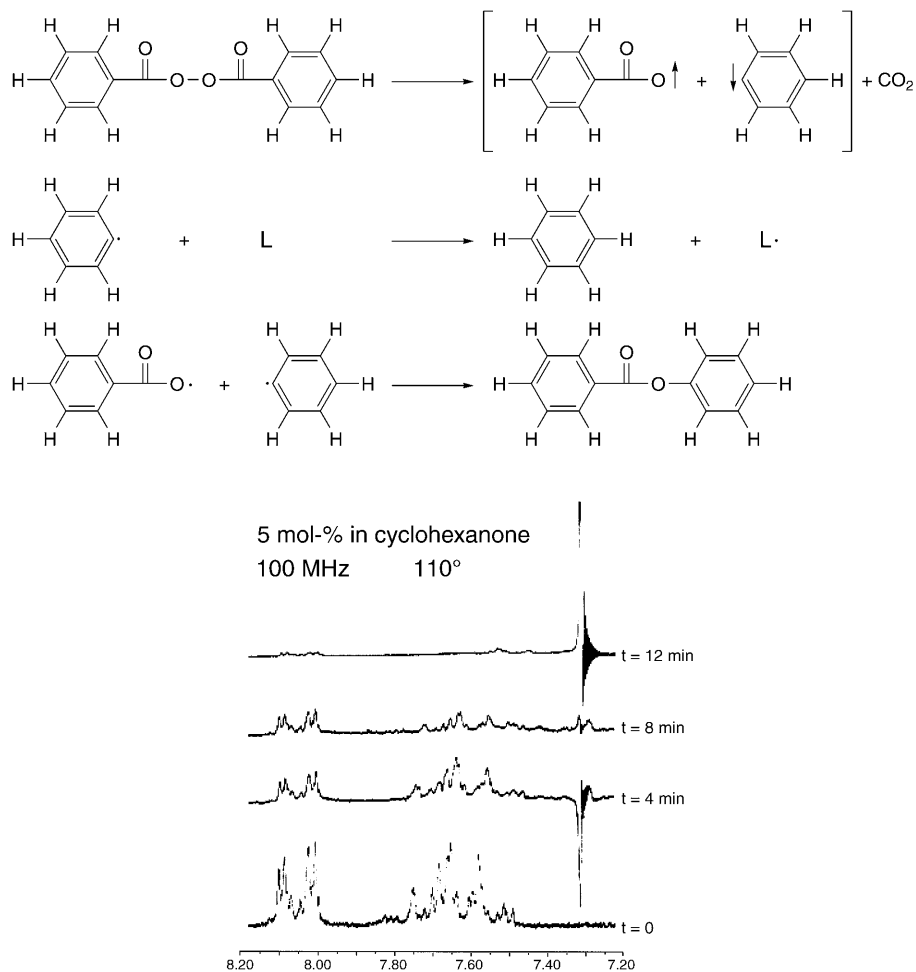 H H H H H H H H
O O O
H C O O C H H C O + H + CO2
H H H H H H H H
H H H H
H · + L H H + L·
H H H H
H H H H H H H H
O O
H C O· + · H H C O H
H H H H H H H H
5 mol-% in cyclohexanone
100 MHz 110°
t = 12 min
t = 8 min
t = 4 min
t = 0
8.20 8.00 7.80 7.60 7.40 7.20